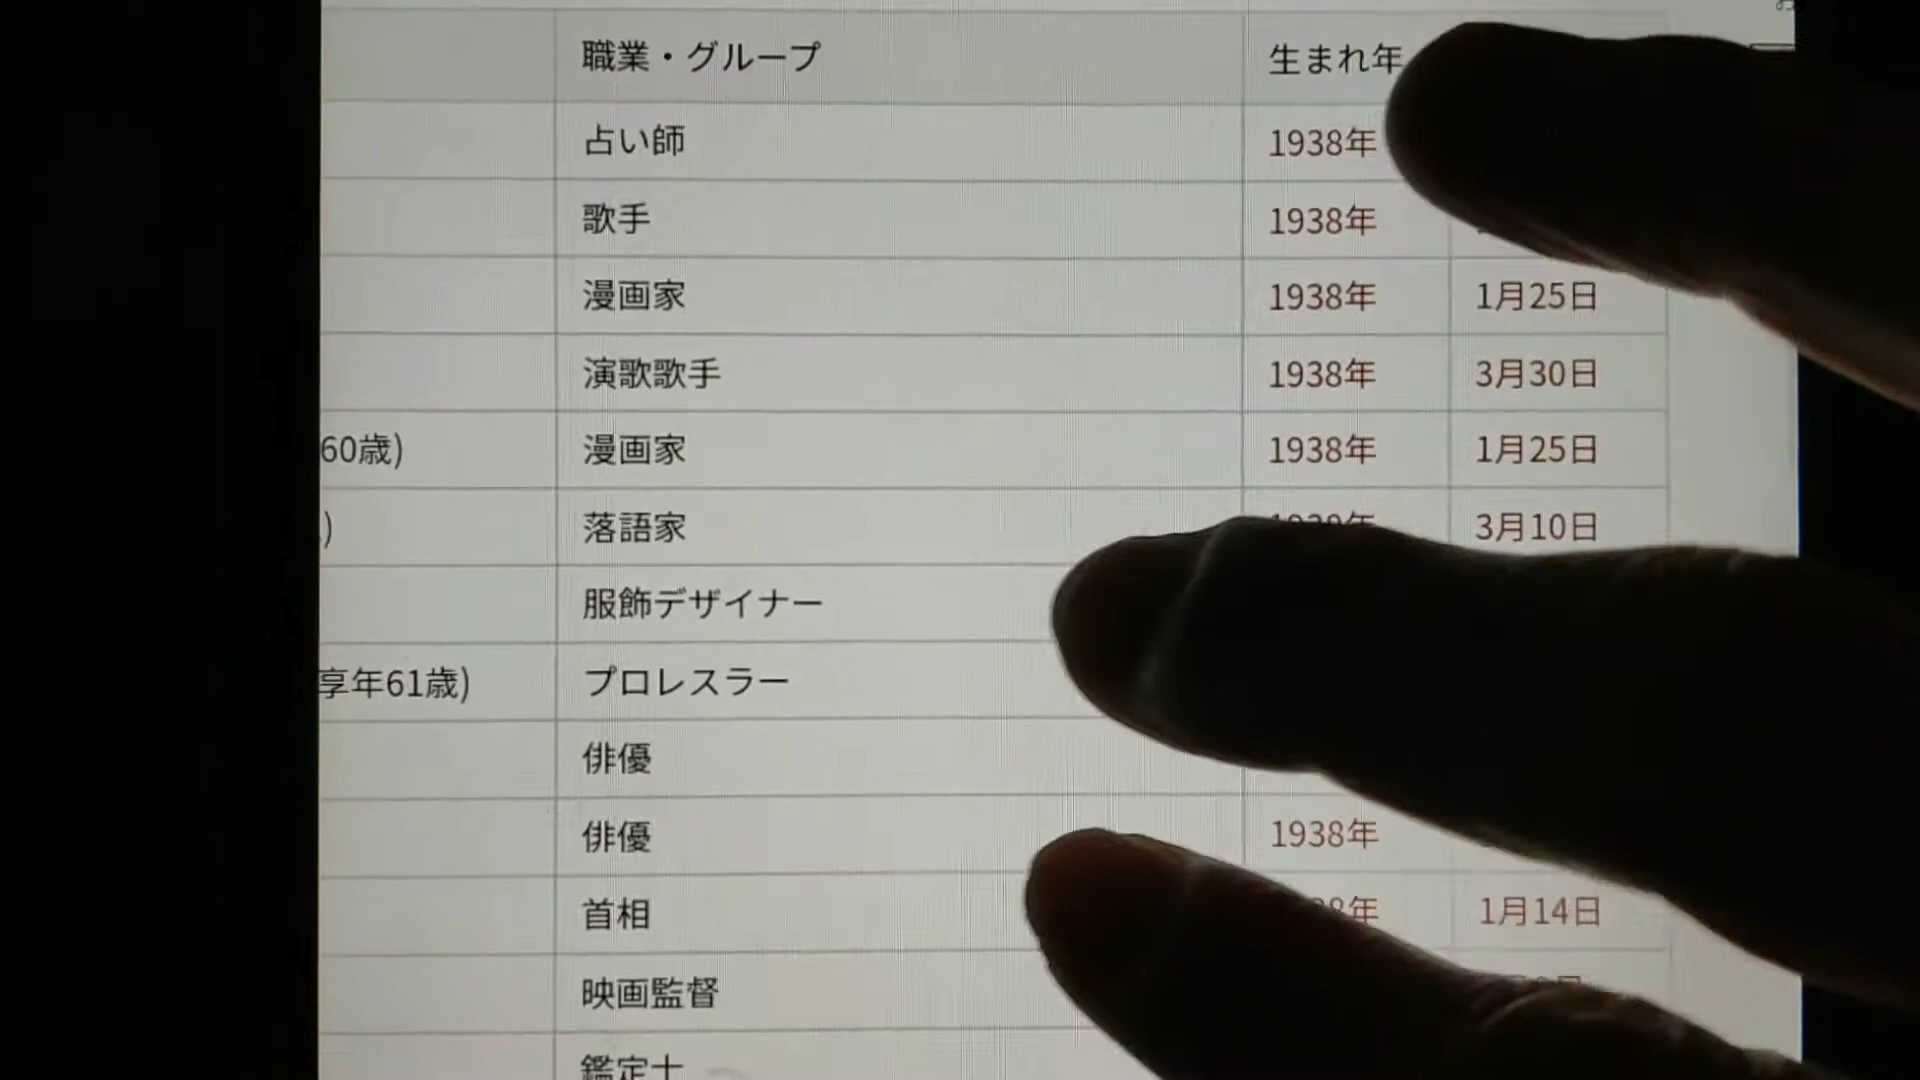 職業・グループ 生まれ年
占い師 1938年
歌手 1938年
漫画家 1938年 1月25日
演歌歌手 1938年 3月30日
60歳) 漫画家 1938年 1月25日
) 落語家 3月10日
服飾デザイナー
享年61歳) プロレスラー
俳優
俳優 1938年
首相 8年 1月14日
映画監督
鑑定士